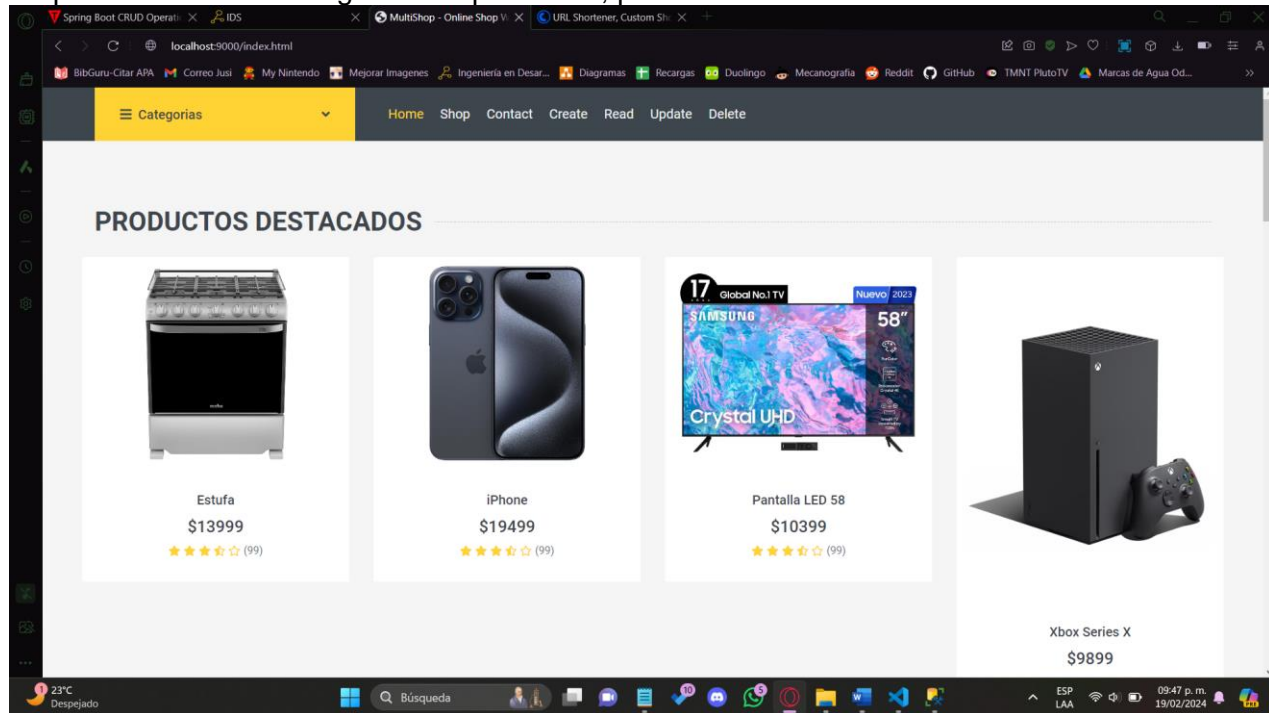 Spring Boot CRUD Operati
IDS
MultiShop - Online Shop W
URL Shortener, Custom Sh
localhost:9000/index.html
BibGuru-Citar APA
Correo Jusi
My Nintendo
Mejorar Imagenes
Ingeniería en Desar...
Diagramas
Recargas
Duolingo
Mecanografia
Reddit
GitHub
TMNT PlutoTV
Marcas de Agua Od...
Categorias
Home Shop Contact Create Read Update Delete
PRODUCTOS DESTACADOS
17 Global No.1 TV
Nuevo 2023
SAMSUNG
58"
Crystal UHD
Estufa
$13999
(99)
iPhone
$19499
(99)
Pantalla LED 58
$10399
(99)
Xbox Series X
$9899
23°C
Despejado
Búsqueda
10
9
ESP
LAA
09:47 p. m.
19/02/2024